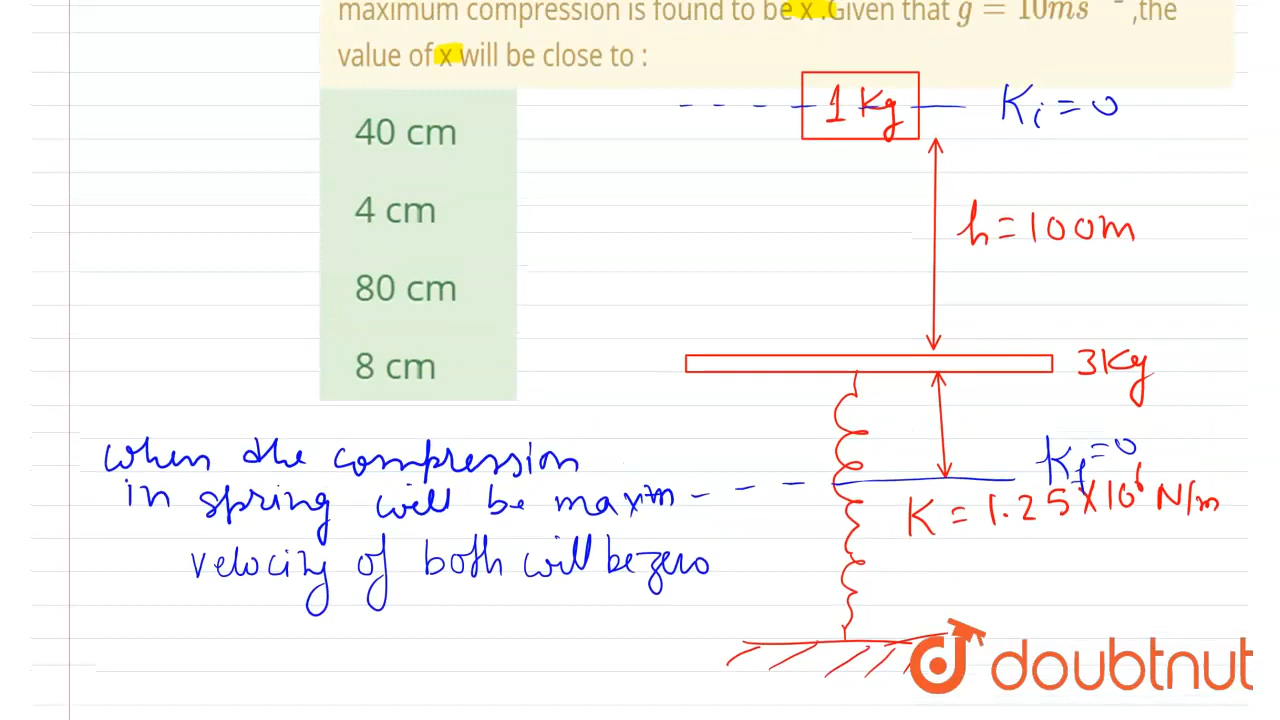 maximum compression is found to be x .Given that g = 10ms⁻² ,the
value of x will be close to :
40 cm
4 cm
80 cm
8 cm
1 Kg
Ki = 0
h = 100m
3Kg
Kf = 0
K = 1.25 × 10⁶ N/m
when the compression
in spring will be maxm
velocity of both will be zero
doubtnut